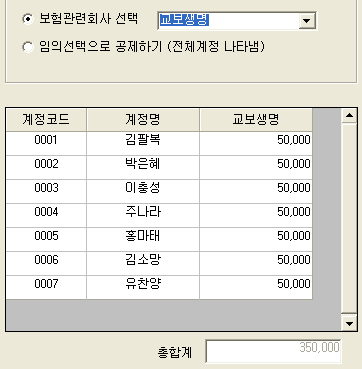 보험관련회사 선택 교보생명
임의선택으로 공제하기 (전체계정 나타냄)
계정코드 계정명 교보생명
0001 김팔복 50,000
0002 박은혜 50,000
0003 이충성 50,000
0004 주나라 50,000
0005 홍마태 50,000
0006 김소망 50,000
0007 유찬양 50,000
총합계 350,000